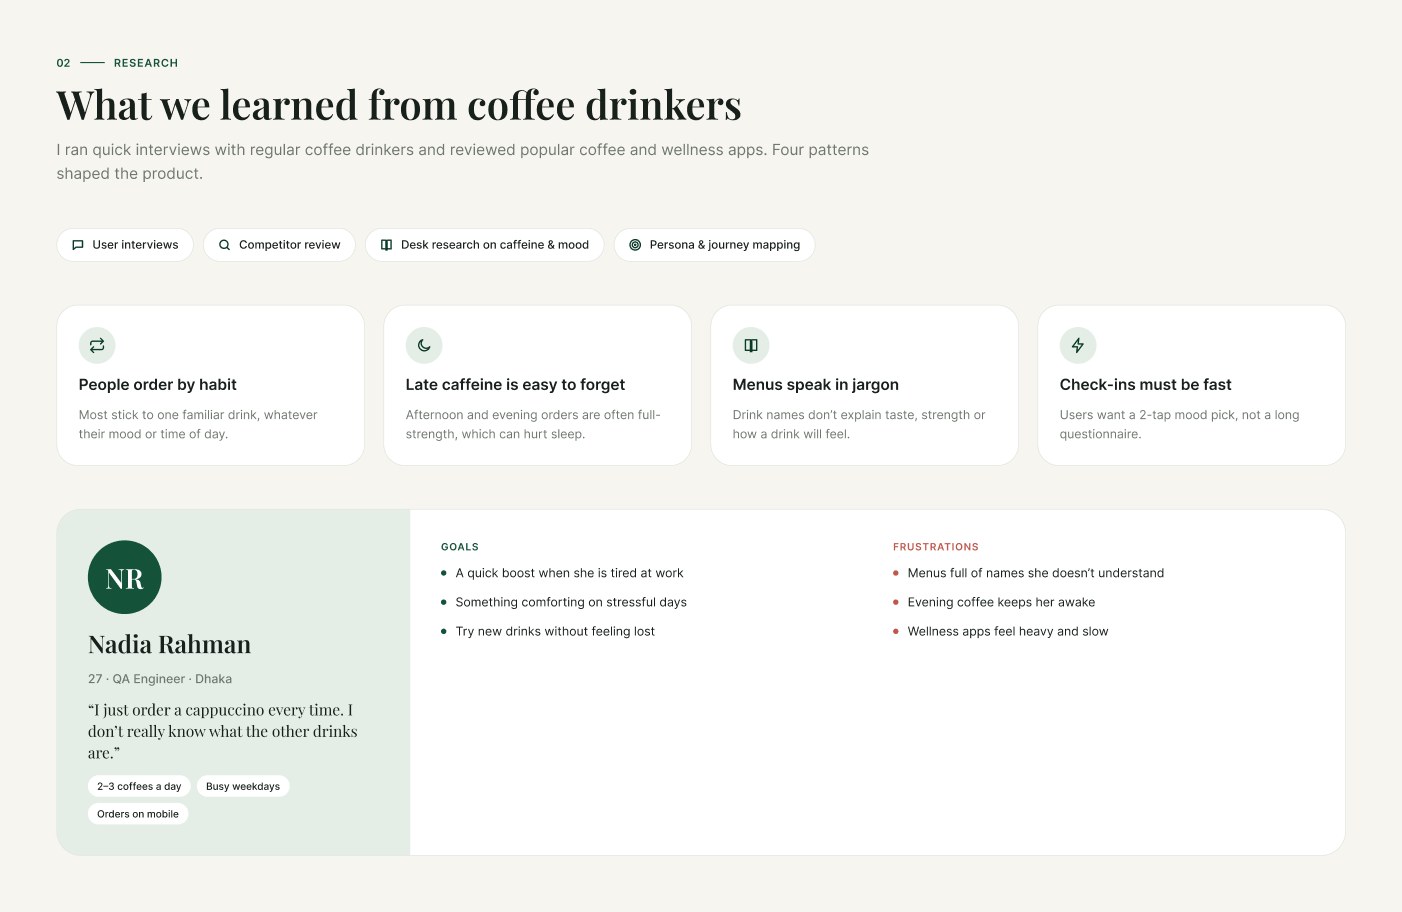 02 — RESEARCH
What we learned from coffee drinkers
I ran quick interviews with regular coffee drinkers and reviewed popular coffee and wellness apps. Four patterns
shaped the product.
User interviews
Competitor review
Desk research on caffeine & mood
Persona & journey mapping
People order by habit
Most stick to one familiar drink, whatever
their mood or time of day.
Late caffeine is easy to forget
Afternoon and evening orders are often full-
strength, which can hurt sleep.
Menus speak in jargon
Drink names don’t explain taste, strength or
how a drink will feel.
Check-ins must be fast
Users want a 2-tap mood pick, not a long
questionnaire.
NR
Nadia Rahman
27 · QA Engineer · Dhaka
“I just order a cappuccino every time. I
don’t really know what the other drinks
are.”
2–3 coffees a day
Busy weekdays
Orders on mobile
GOALS
A quick boost when she is tired at work
Something comforting on stressful days
Try new drinks without feeling lost
FRUSTRATIONS
Menus full of names she doesn’t understand
Evening coffee keeps her awake
Wellness apps feel heavy and slow